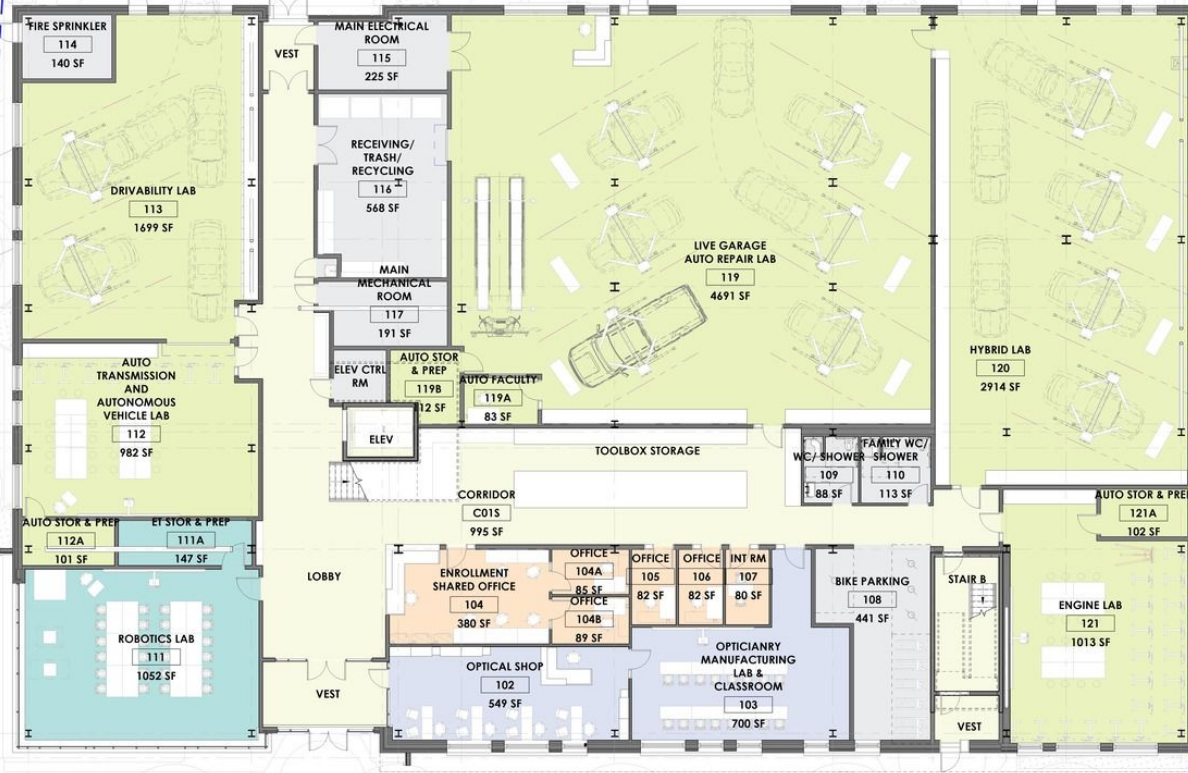 FIRE SPRINKLER
114
140 SF
VEST
MAIN ELECTRICAL
ROOM
115
225 SF
RECEIVING/
TRASH/
RECYCLING
116
568 SF
DRIVABILITY LAB
113
1699 SF
LIVE GARAGE
AUTO REPAIR LAB
119
4691 SF
MAIN
MECHANICAL
ROOM
117
191 SF
HYBRID LAB
120
2914 SF
AUTO
TRANSMISSION
AND
AUTONOMOUS
VEHICLE LAB
112
982 SF
ELEV CTRL
RM
AUTO STOR
& PREP
119B
12 SF
AUTO FACULTY
119A
83 SF
ELEV
TOOLBOX STORAGE
WC/ SHOWER
109
88 SF
FAMILY WC/
SHOWER
110
113 SF
CORRIDOR
C01S
995 SF
AUTO STOR & PREP
112A
101 SF
ET STOR & PREP
111A
147 SF
AUTO STOR & PRE
121A
102 SF
LOBBY
ENROLLMENT
SHARED OFFICE
104
380 SF
OFFICE
104A
85 SF
OFFICE
104B
89 SF
OFFICE
105
82 SF
OFFICE
106
82 SF
INT RM
107
80 SF
BIKE PARKING
108
441 SF
STAIR B
ENGINE LAB
121
1013 SF
ROBOTICS LAB
111
1052 SF
VEST
OPTICAL SHOP
102
549 SF
OPTICIANRY
MANUFACTURING
LAB &
CLASSROOM
103
700 SF
VEST